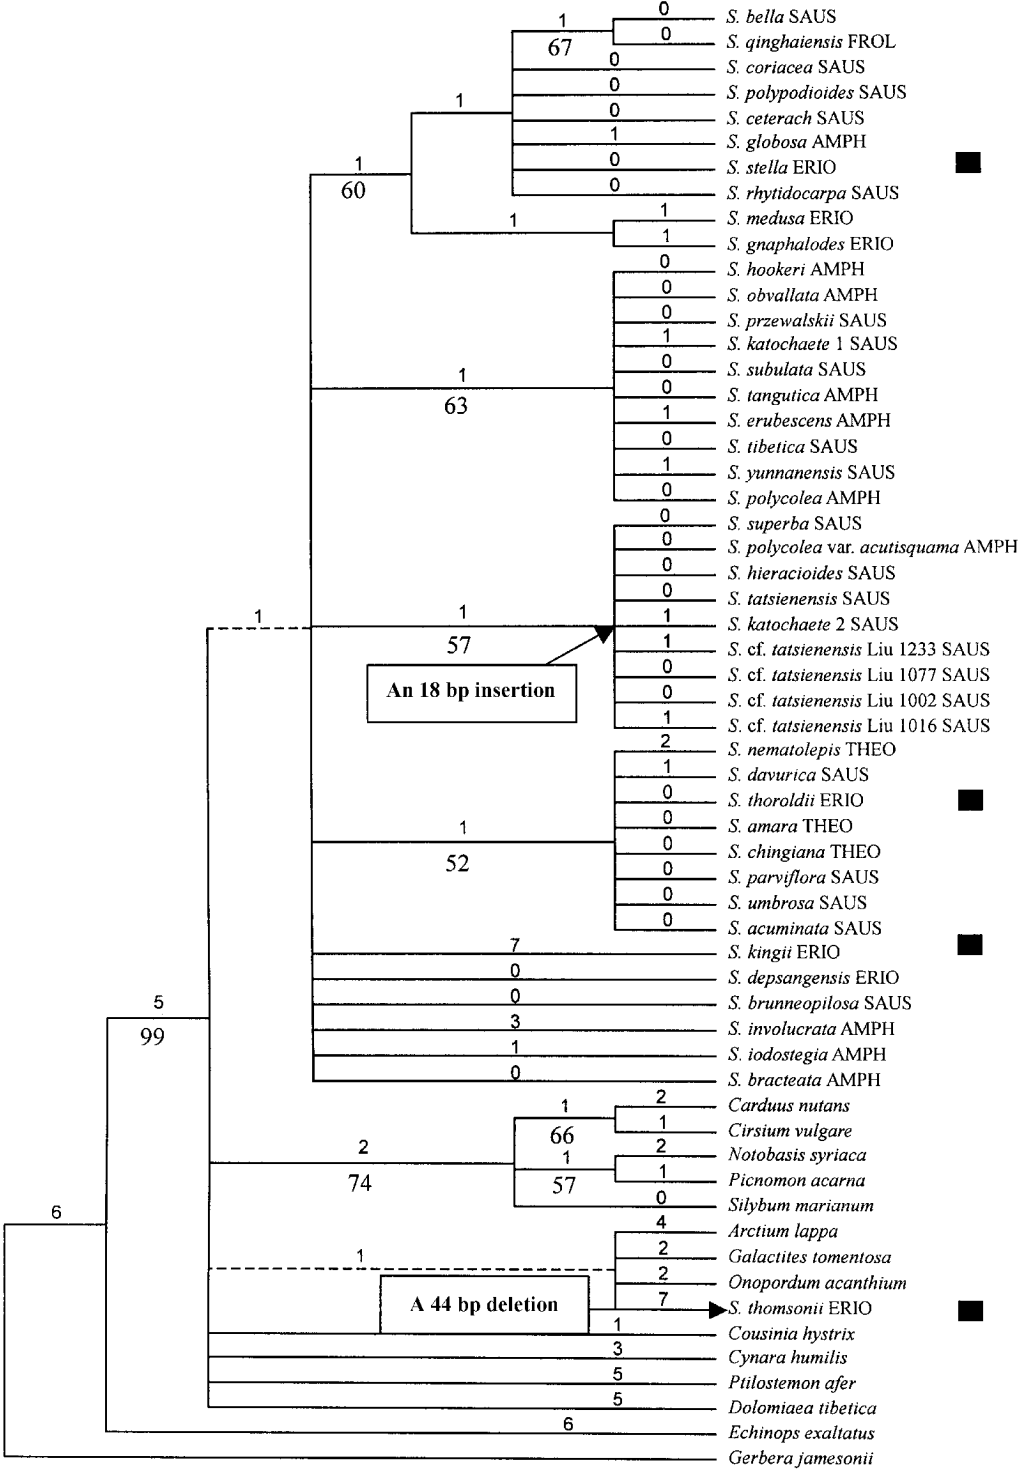 0
S. bella SAUS
1
67
0
S. qinghaiensis FROL
0
S. coriacea SAUS
0
S. polypodioides SAUS
1
0
S. ceterach SAUS
1
S. globosa AMPH
0
S. stella ERIO
1
60
0
S. rhytidocarpa SAUS
1
1
S. medusa ERIO
1
S. gnaphalodes ERIO
0
S. hookeri AMPH
0
S. obvallata AMPH
0
S. przewalskii SAUS
1
S. katochaete 1 SAUS
0
S. subulata SAUS
1
63
0
S. tangutica AMPH
1
S. erubescens AMPH
0
S. tibetica SAUS
1
S. yunnanensis SAUS
0
S. polycolea AMPH
0
S. superba SAUS
0
S. polycolea var. acutisquama AMPH
0
S. hieracioides SAUS
0
S. tatsienensis SAUS
1
1
57
1
S. katochaete 2 SAUS
1
S. cf. tatsienensis Liu 1233 SAUS
0
S. cf. tatsienensis Liu 1077 SAUS
An 18 bp insertion
0
S. cf. tatsienensis Liu 1002 SAUS
1
S. cf. tatsienensis Liu 1016 SAUS
2
S. nematolepis THEO
1
S. davurica SAUS
0
S. thoroldii ERIO
0
S. amara THEO
1
52
0
S. chingiana THEO
0
S. parviflora SAUS
0
S. umbrosa SAUS
0
S. acuminata SAUS
7
S. kingii ERIO
0
S. depsangensis ERIO
0
S. brunneopilosa SAUS
5
99
3
S. involucrata AMPH
1
S. iodostegia AMPH
0
S. bracteata AMPH
2
Carduus nutans
1
66
1
Cirsium vulgare
2
74
2
Notobasis syriaca
1
57
1
Picnomon acarna
0
Silybum marianum
6
4
Arctium lappa
1
2
Galactites tomentosa
2
Onopordum acanthium
A 44 bp deletion
7
S. thomsonii ERIO
1
Cousinia hystrix
3
Cynara humilis
5
Ptilostemon afer
5
Dolomiaea tibetica
6
Echinops exaltatus
Gerbera jamesonii